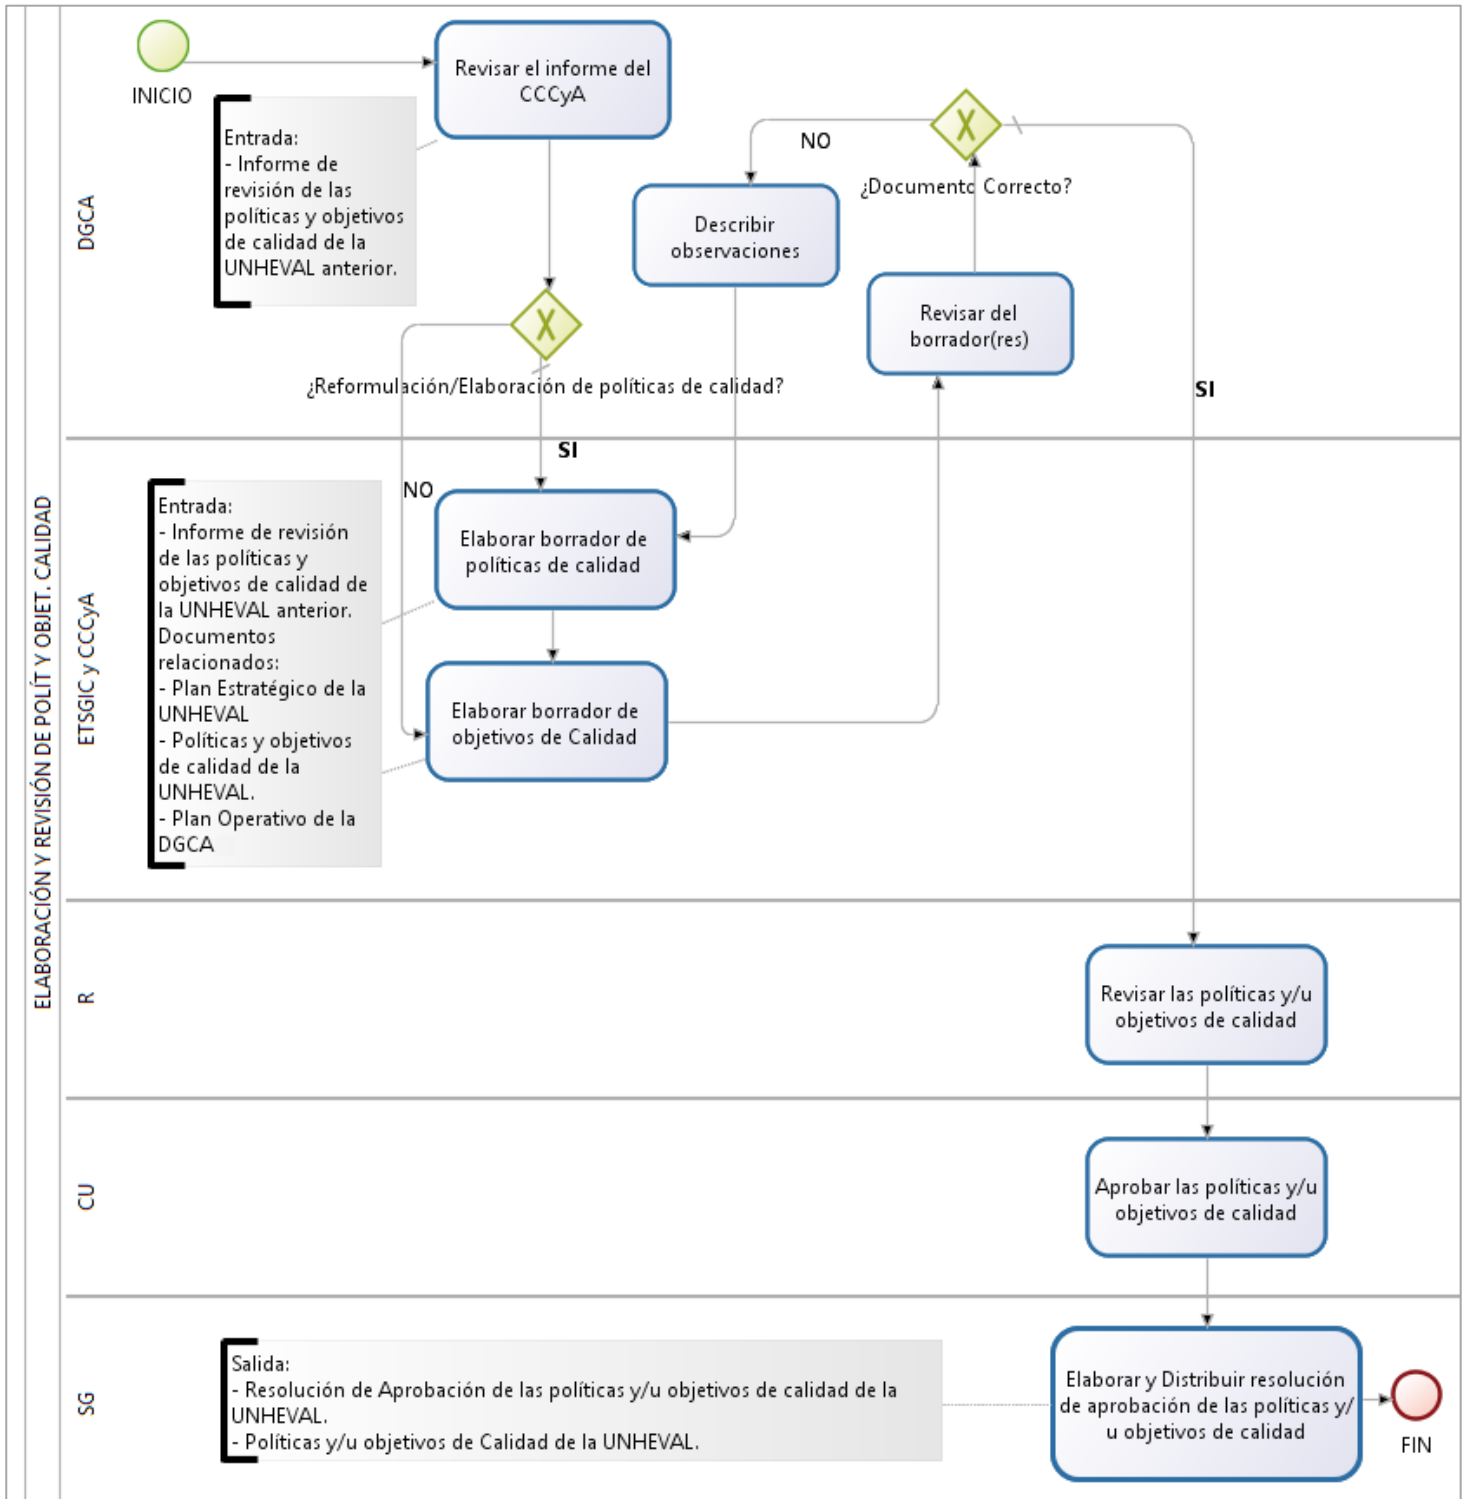 ELABORACIÓN Y REVISIÓN DE POLÍT Y OBJET. CALIDAD
DGCA
INICIO
Revisar el informe del
CCCyA
Entrada:
- Informe de
revisión de las
políticas y objetivos
de calidad de la
UNHEVAL anterior.
NO
¿Documento Correcto?
Describir
observaciones
Revisar del
borrador(res)
¿Reformulación/Elaboración de políticas de calidad?
SI
ETSGIC y CCCyA
SI
NO
Entrada:
- Informe de revisión
de las políticas y
objetivos de calidad de
la UNHEVAL anterior.
Documentos
relacionados:
- Plan Estratégico de la
UNHEVAL
- Políticas y objetivos
de calidad de la
UNHEVAL.
- Plan Operativo de la
DGCA
Elaborar borrador de
políticas de calidad
Elaborar borrador de
objetivos de Calidad
R
Revisar las políticas y/u
objetivos de calidad
CU
Aprobar las políticas y/u
objetivos de calidad
SG
Salida:
- Resolución de Aprobación de las políticas y/u objetivos de calidad de la
UNHEVAL.
- Políticas y/u objetivos de Calidad de la UNHEVAL.
Elaborar y Distribuir resolución
de aprobación de las políticas y/
u objetivos de calidad
FIN